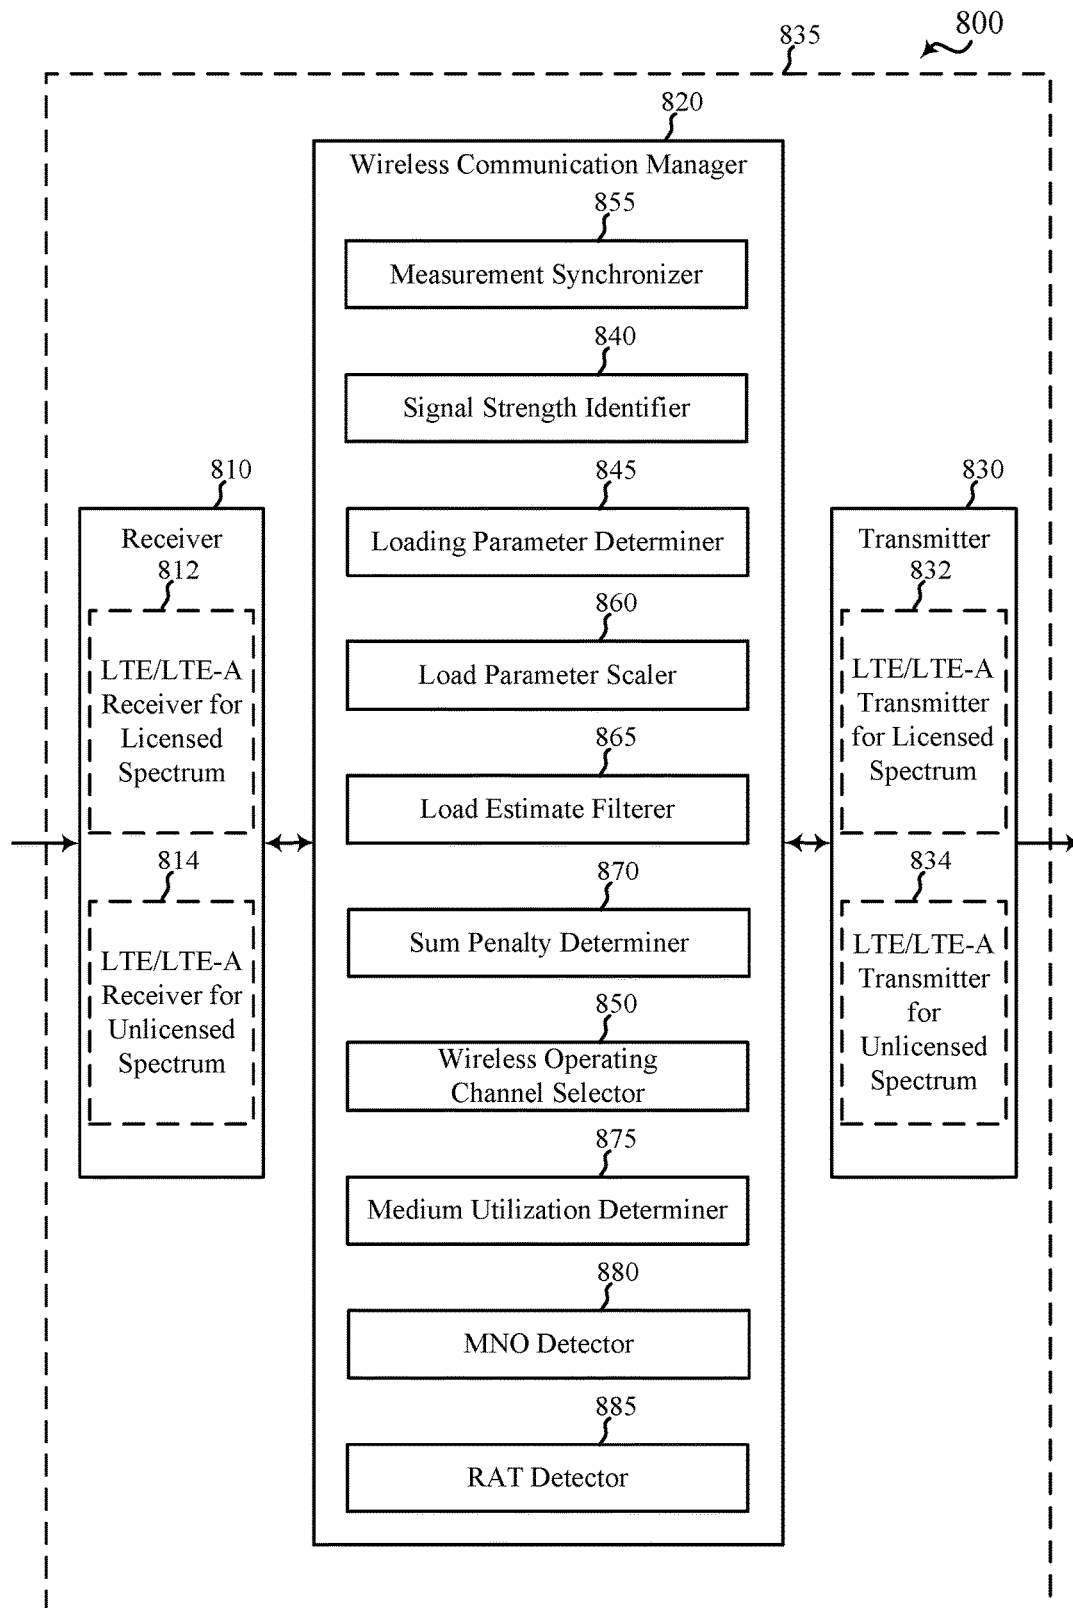 800
835
820
Wireless Communication Manager
855
Measurement Synchronizer
840
Signal Strength Identifier
845
Loading Parameter Determiner
860
Load Parameter Scaler
865
Load Estimate Filterer
870
Sum Penalty Determiner
850
Wireless Operating
Channel Selector
875
Medium Utilization Determiner
880
MNO Detector
885
RAT Detector
810
Receiver
812
LTE/LTE-A
Receiver for
Licensed
Spectrum
814
LTE/LTE-A
Receiver for
Unlicensed
Spectrum
830
Transmitter
832
LTE/LTE-A
Transmitter
for Licensed
Spectrum
834
LTE/LTE-A
Transmitter
for
Unlicensed
Spectrum